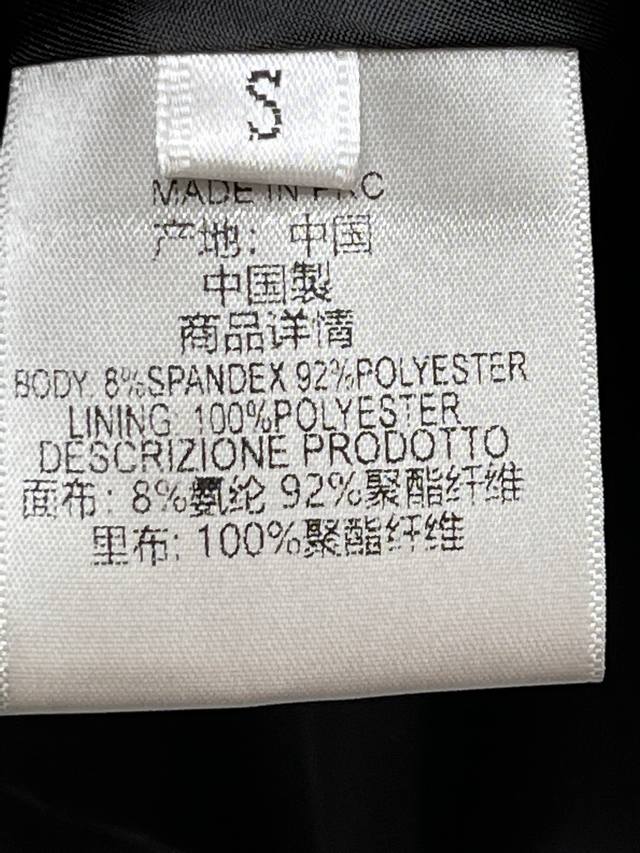 S
MADE IN PRC
产地: 中国
中国製
商品详情
BODY: 8%SPANDEX 92%POLYESTER
LINING: 100%POLYESTER
DESCRIZIONE PRODOTTO
面布: 8%氨纶 92%聚酯纤维
里布: 100%聚酯纤维